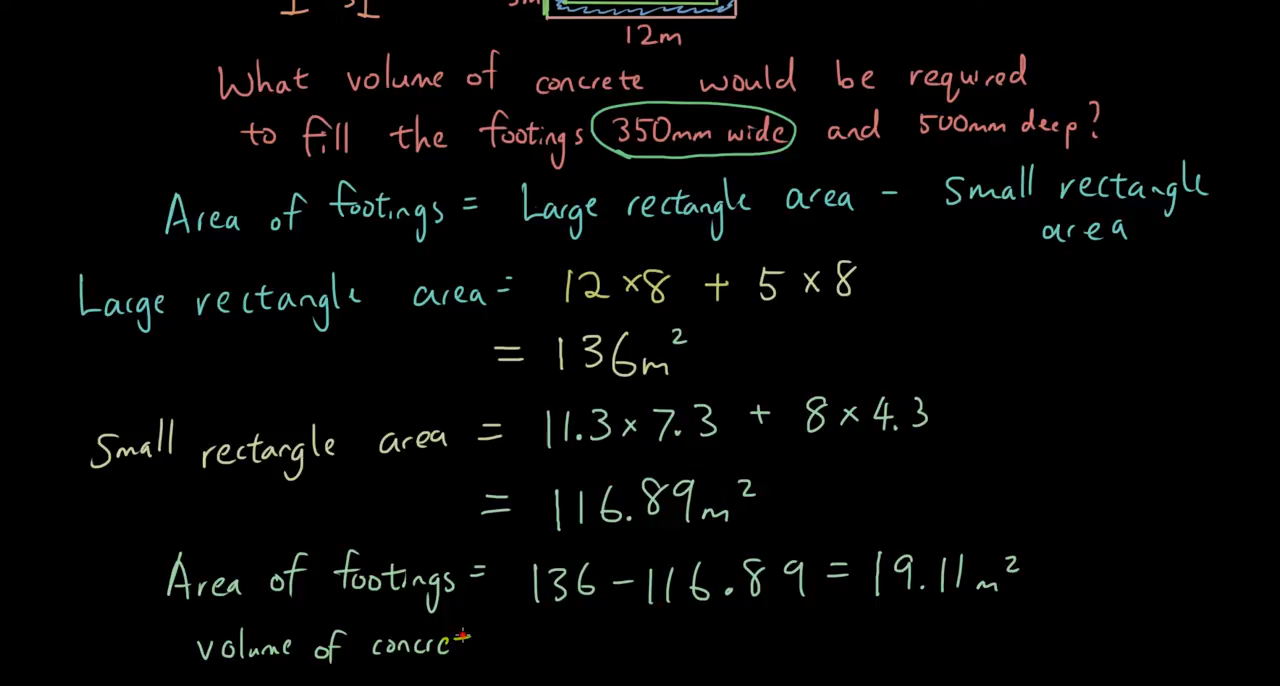 12m
What volume of concrete would be required
to fill the footings 350mm wide and 500mm deep?
Area of footings = Large rectangle area - Small rectangle
area
Large rectangle area = 12 × 8 + 5 × 8
= 136m²
Small rectangle area = 11.3 × 7.3 + 8 × 4.3
= 116.89m²
Area of footings = 136 - 116.89 = 19.11m²
volume of concre